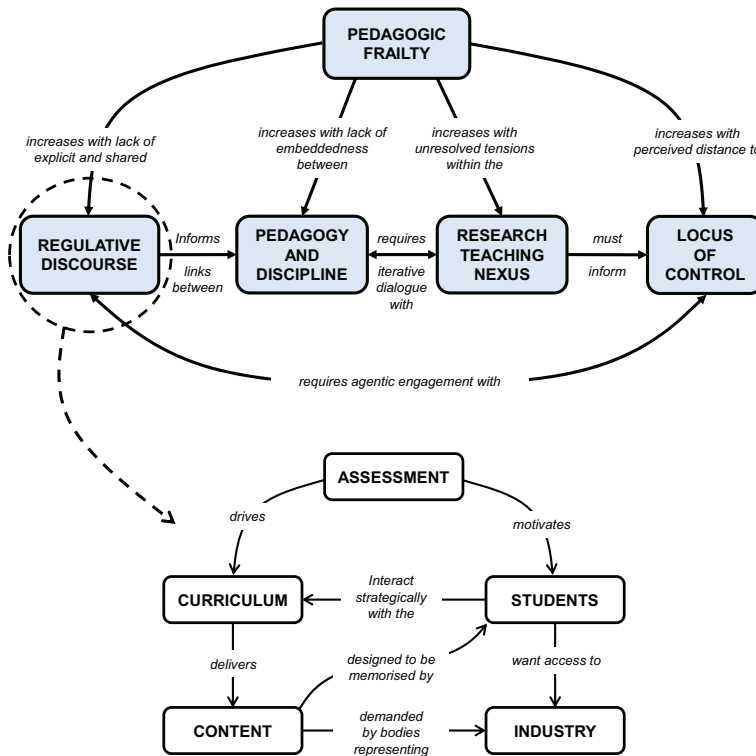 PEDAGOGIC
FRAILTY
increases with lack of
explicit and shared
increases with lack of
embeddedness
between
increases with
unresolved tensions
within the
increases with
perceived distance to
REGULATIVE
DISCOURSE
Informs
links
between
PEDAGOGY
AND
DISCIPLINE
requires
iterative
dialogue
with
RESEARCH
TEACHING
NEXUS
must
inform
LOCUS
OF
CONTROL
requires agentic engagement with
ASSESSMENT
drives
motivates
CURRICULUM
Interact
strategically
with the
STUDENTS
delivers
designed to be
memorised by
want access to
CONTENT
demanded
by bodies
representing
INDUSTRY